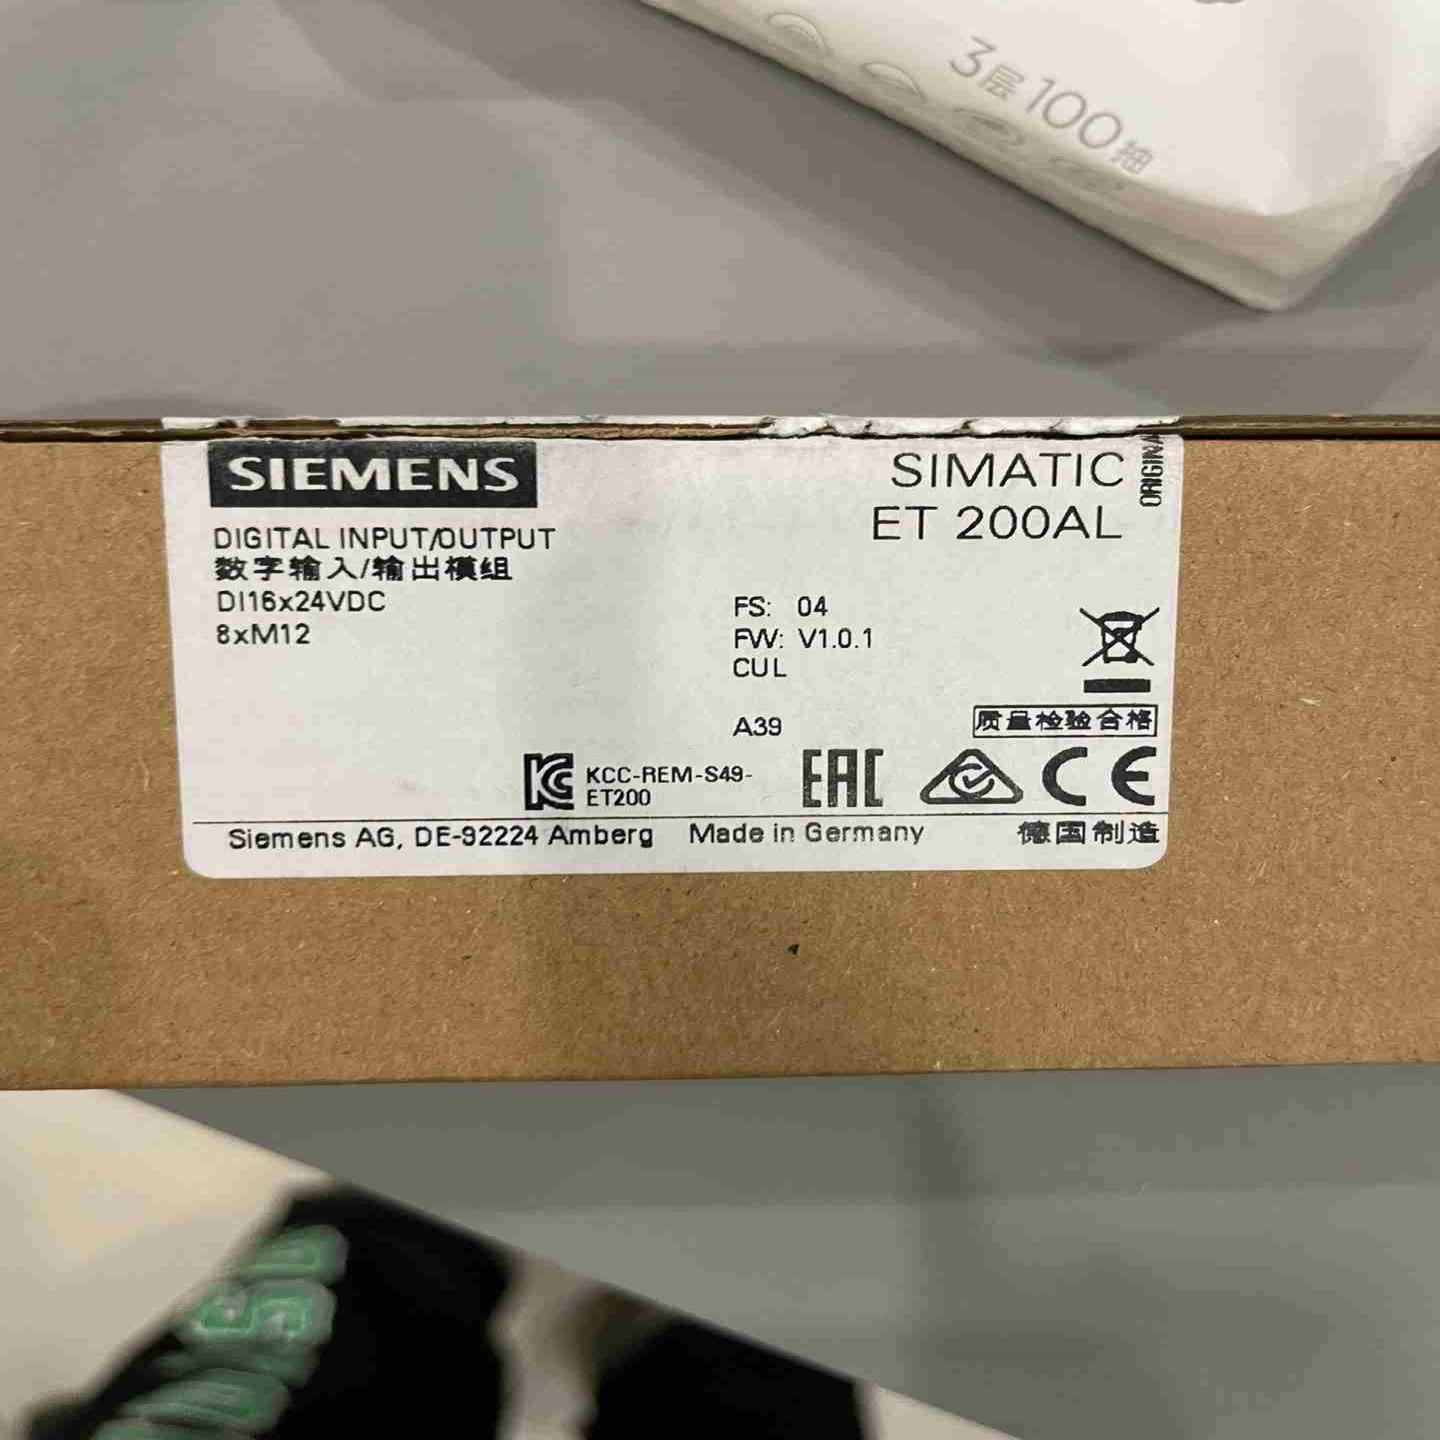 3层100抽
SIEMENS
SIMATIC
ET 200AL
DIGITAL INPUT/OUTPUT
数字输入/输出模组
DI16x24VDC
8xM12
FS: 04
FW: V1.0.1
CUL
A39
质量检验合格
KCC-REM-S49-
ET200
EAC
CE
Siemens AG, DE-92224 Amberg Made in Germany 德国制造